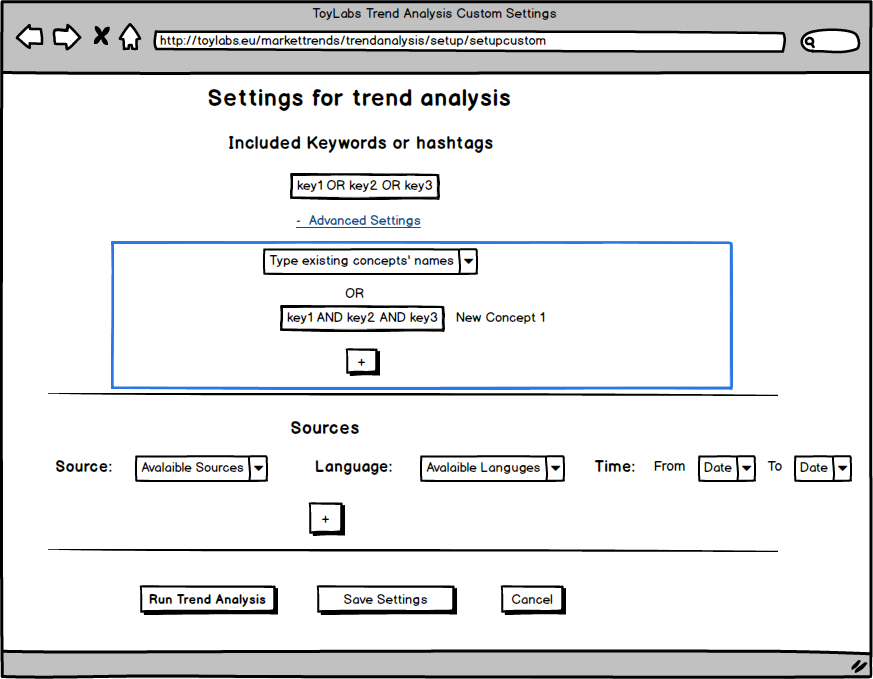 ToyLabs Trend Analysis Custom Settings
http://toylabs.eu/markettrends/trendanalysis/setup/setupcustom
Settings for trend analysis
Included Keywords or hashtags
key1 OR key2 OR key3
- Advanced Settings
Type existing concepts' names
OR
key1 AND key2 AND key3 New Concept 1
+
Sources
Source: Avalaible Sources Language: Avalaible Languges Time: From Date To Date
+
Run Trend Analysis Save Settings Cancel